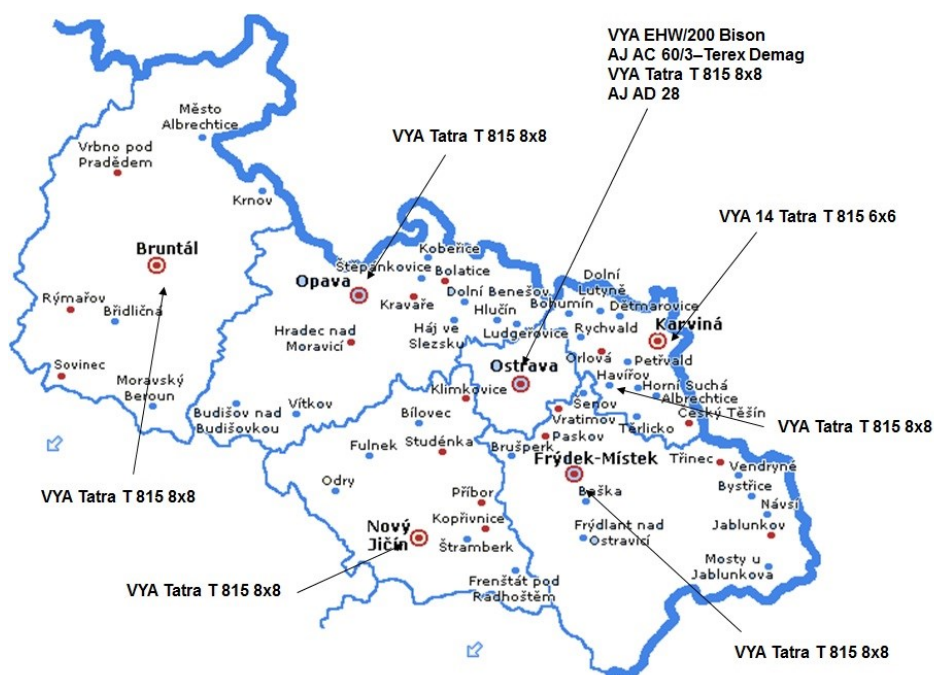 VYA EHW/200 Bison
AJ AC 60/3–Terex Demag
VYA Tatra T 815 8x8
AJ AD 28
Město
Albrechtice
VYA Tatra T 815 8x8
Vrbno pod
Pradědem
Krnov
VYA 14 Tatra T 815 6x6
Bruntál
Kobeřice
Štěpánkovice
Bolatice
Opava
Dolní Benešov
Dolní
Lutyně
Bohumín
Dětmarovice
Kravaře
Rýmařov
Břidličná
Hlučín
Karviná
Háj ve
Slezsku
Ludgeřovice
Rychvald
Hradec nad
Moravicí
Orlová
Petřvald
Sovinec
Ostrava
Havířov
Moravský
Beroun
Klimkovice
Horní Suchá
Albrechtice
Šenov
Budišov nad
Budišovkou
Vítkov
Bílovec
Vratimov
Český Těšín
Těrlicko
VYA Tatra T 815 8x8
Studénka
Paskov
Fulnek
Brušperk
Frýdek-Místek
Třinec
Vendryně
Odry
Bystřice
VYA Tatra T 815 8x8
Příbor
Baška
Návsí
Kopřivnice
Nový
Jičín
Jablunkov
Frýdlant nad
Ostravicí
Štramberk
Mosty u
Jablunkova
VYA Tatra T 815 8x8
Frenštát pod
Radhoštěm
VYA Tatra T 815 8x8